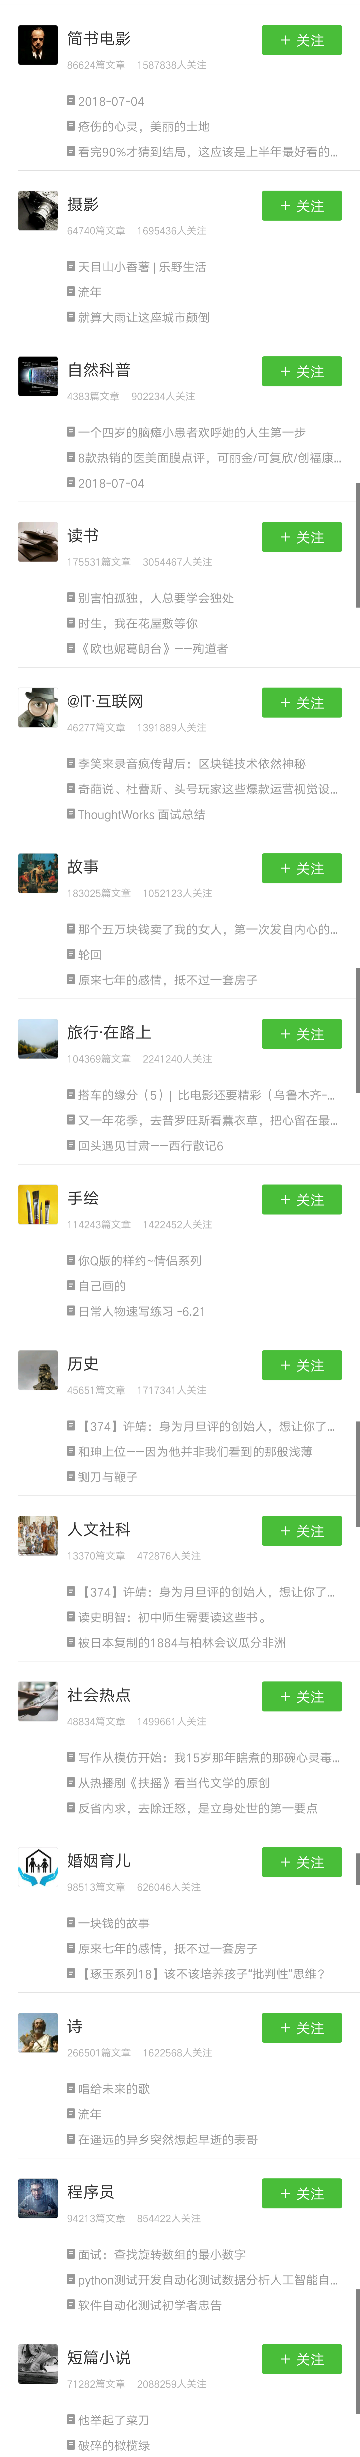 简书电影
+ 关注
86624篇文章 1587838人关注
2018-07-04
疮伤的心灵，美丽的土地
看完90%才猜到结局，这应该是上半年最好看的...
摄影
+ 关注
64740篇文章 1695436人关注
天目山小香薯 | 乐野生活
流年
就算大雨让这座城市颠倒
自然科普
+ 关注
4383篇文章 902234人关注
一个四岁的脑瘫小患者欢呼她的人生第一步
8款热销的医美面膜点评，可丽金/可复欣/创福康...
2018-07-04
读书
+ 关注
175531篇文章 3054467人关注
别害怕孤独，人总要学会独处
时生，我在花屋敷等你
《欧也妮葛朗台》——殉道者
@IT·互联网
+ 关注
46277篇文章 1391889人关注
李笑来录音疯传背后：区块链技术依然神秘
奇葩说、杜蕾斯、头号玩家这些爆款运营视觉设...
ThoughtWorks 面试总结
故事
+ 关注
183025篇文章 1052123人关注
那个五万块钱卖了我的女人，第一次发自内心的...
轮回
原来七年的感情，抵不过一套房子
旅行·在路上
+ 关注
104369篇文章 2241240人关注
搭车的缘分（5）| 比电影还要精彩（乌鲁木齐-...
又一年花季，去普罗旺斯看薰衣草，把心留在最...
回头遇见甘肃——西行散记6
手绘
+ 关注
114243篇文章 1422452人关注
你Q版的样约~情侣系列
自己画的
日常人物速写练习 -6.21
历史
+ 关注
45651篇文章 1717341人关注
【374】许靖：身为月旦评的创始人，想让你了...
和珅上位——因为他并非我们看到的那般浅薄
铡刀与鞭子
人文社科
+ 关注
13370篇文章 472876人关注
【374】许靖：身为月旦评的创始人，想让你了...
读史明智：初中师生需要读这些书。
被日本复制的1884与柏林会议瓜分非洲
社会热点
+ 关注
48834篇文章 1499661人关注
写作从模仿开始：我15岁那年皖煮的那碗心灵毒...
从热播剧《扶摇》看当代文学的原创
反省内求，去除迁怒，是立身处世的第一要点
婚姻育儿
+ 关注
98513篇文章 626046人关注
一块钱的故事
原来七年的感情，抵不过一套房子
【琢玉系列18】该不该培养孩子“批判性”思维？
诗
+ 关注
266501篇文章 1622568人关注
唱给未来的歌
流年
在遥远的异乡突然想起早逝的表哥
程序员
+ 关注
94213篇文章 854422人关注
面试：查找旋转数组的最小数字
python测试开发自动化测试数据分析人工智能自...
软件自动化测试初学者忠告
短篇小说
+ 关注
71282篇文章 2088259人关注
他举起了菜刀
破碎的橄榄绿